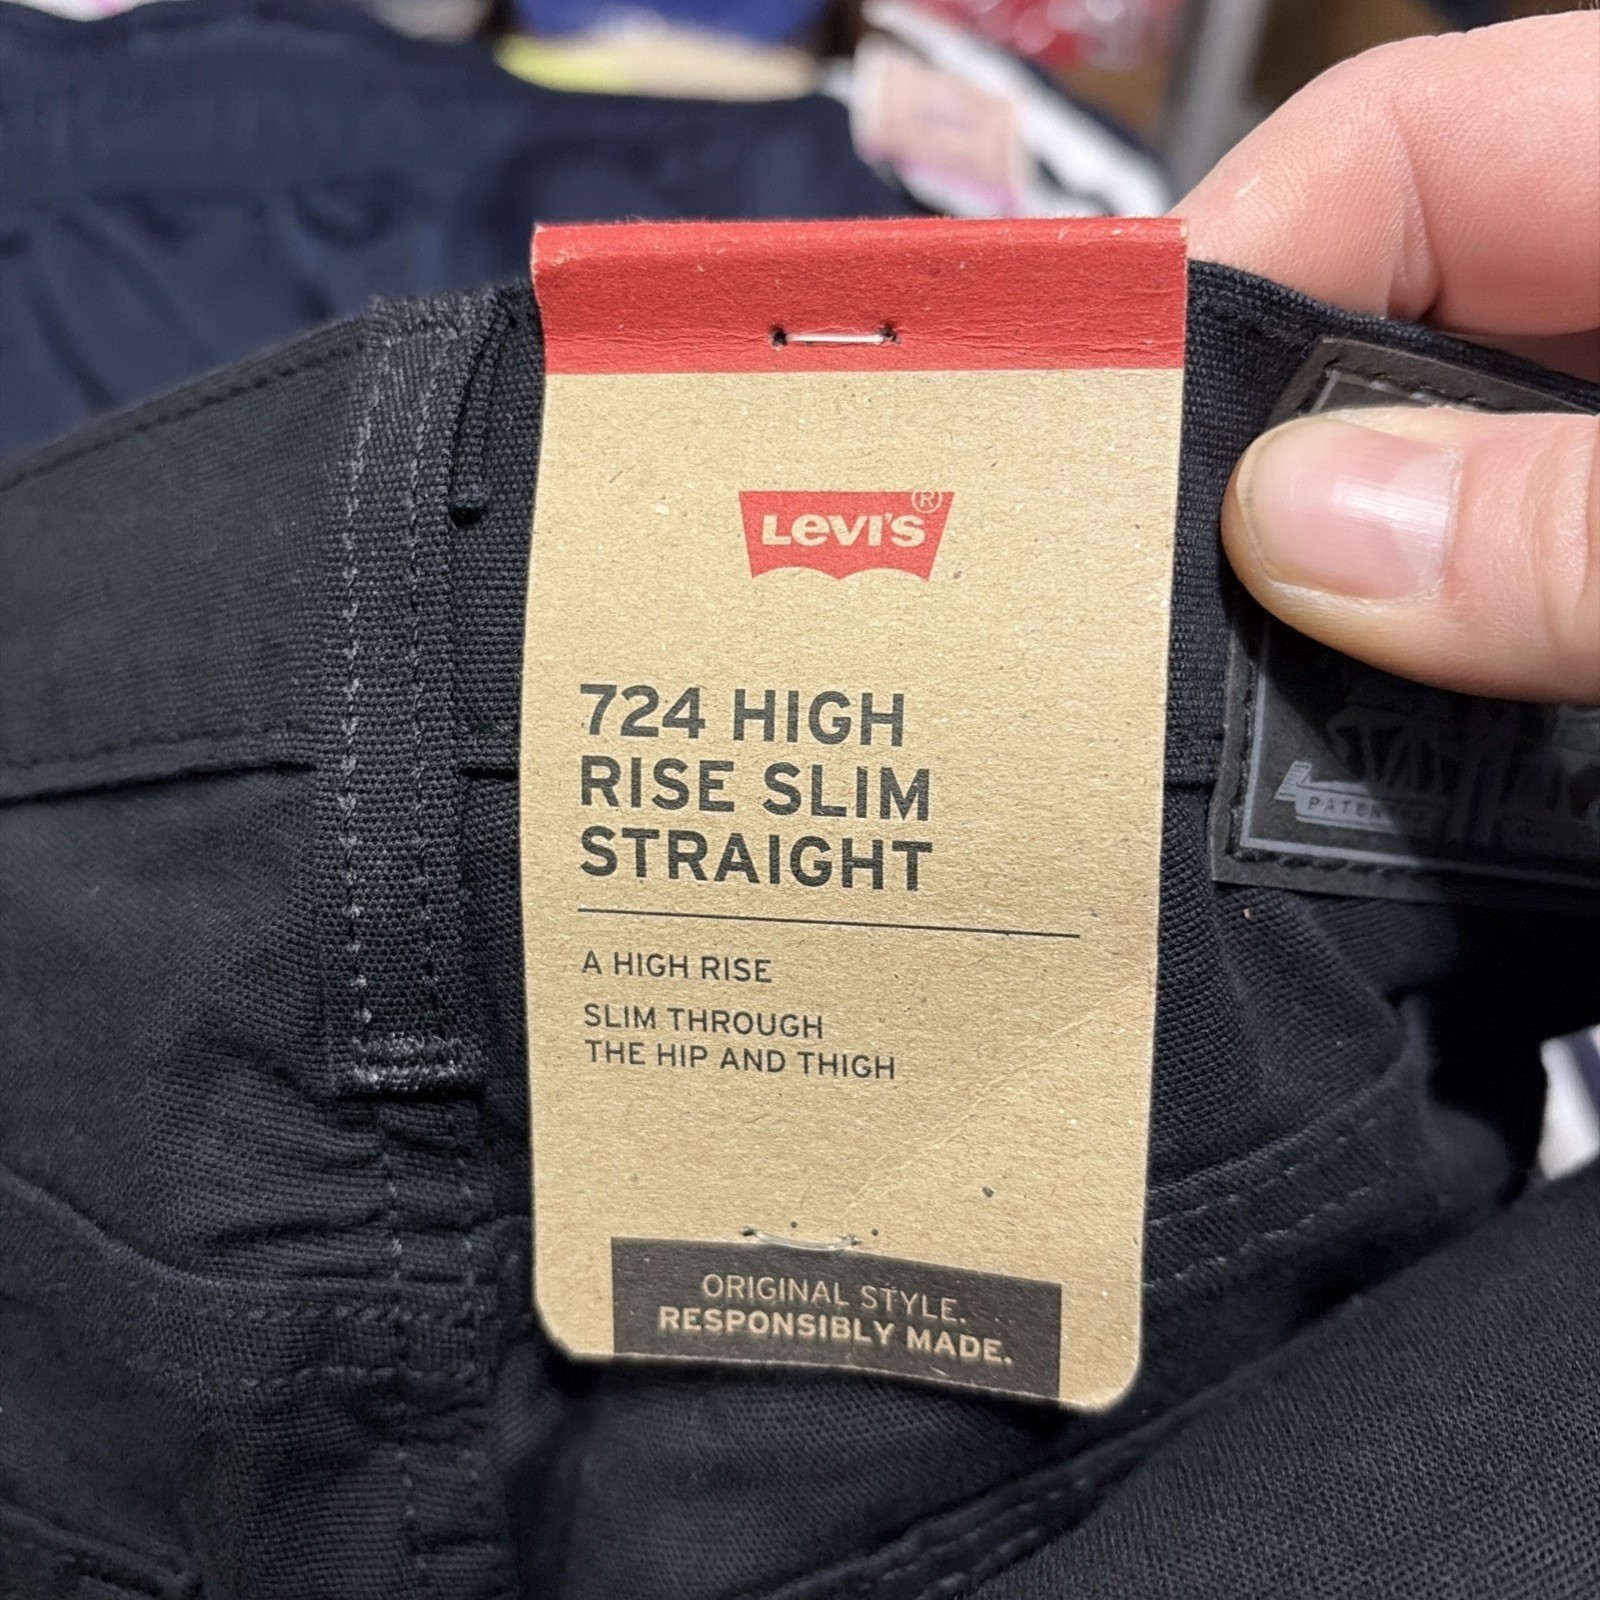 LEVI'S®
724 HIGH
RISE SLIM
STRAIGHT
A HIGH RISE
SLIM THROUGH
THE HIP AND THIGH
ORIGINAL STYLE.
RESPONSIBLY MADE.